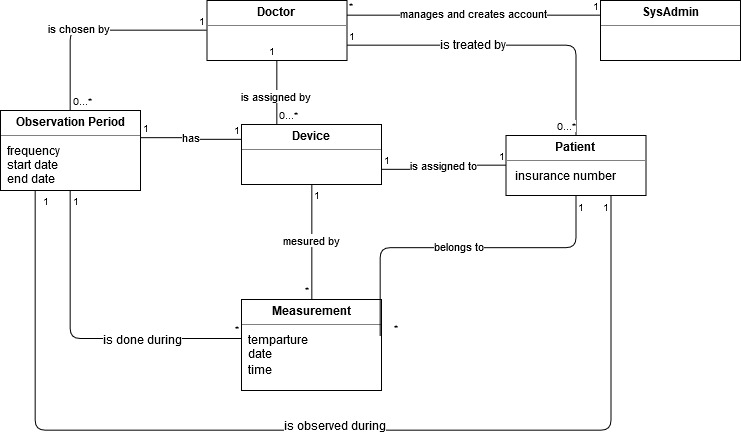 Doctor
*
manages and creates account
1
SysAdmin
is chosen by
1
1
1
is treated by
is assigned by
0...*
0...*
0...*
Observation Period
frequency
start date
end date
1
has
1
Device
1
is assigned to
1
Patient
insurance number
1
1
1
1
1
mesured by
belongs to
*
Measurement
temparture
date
time
*
*
is done during
is observed during